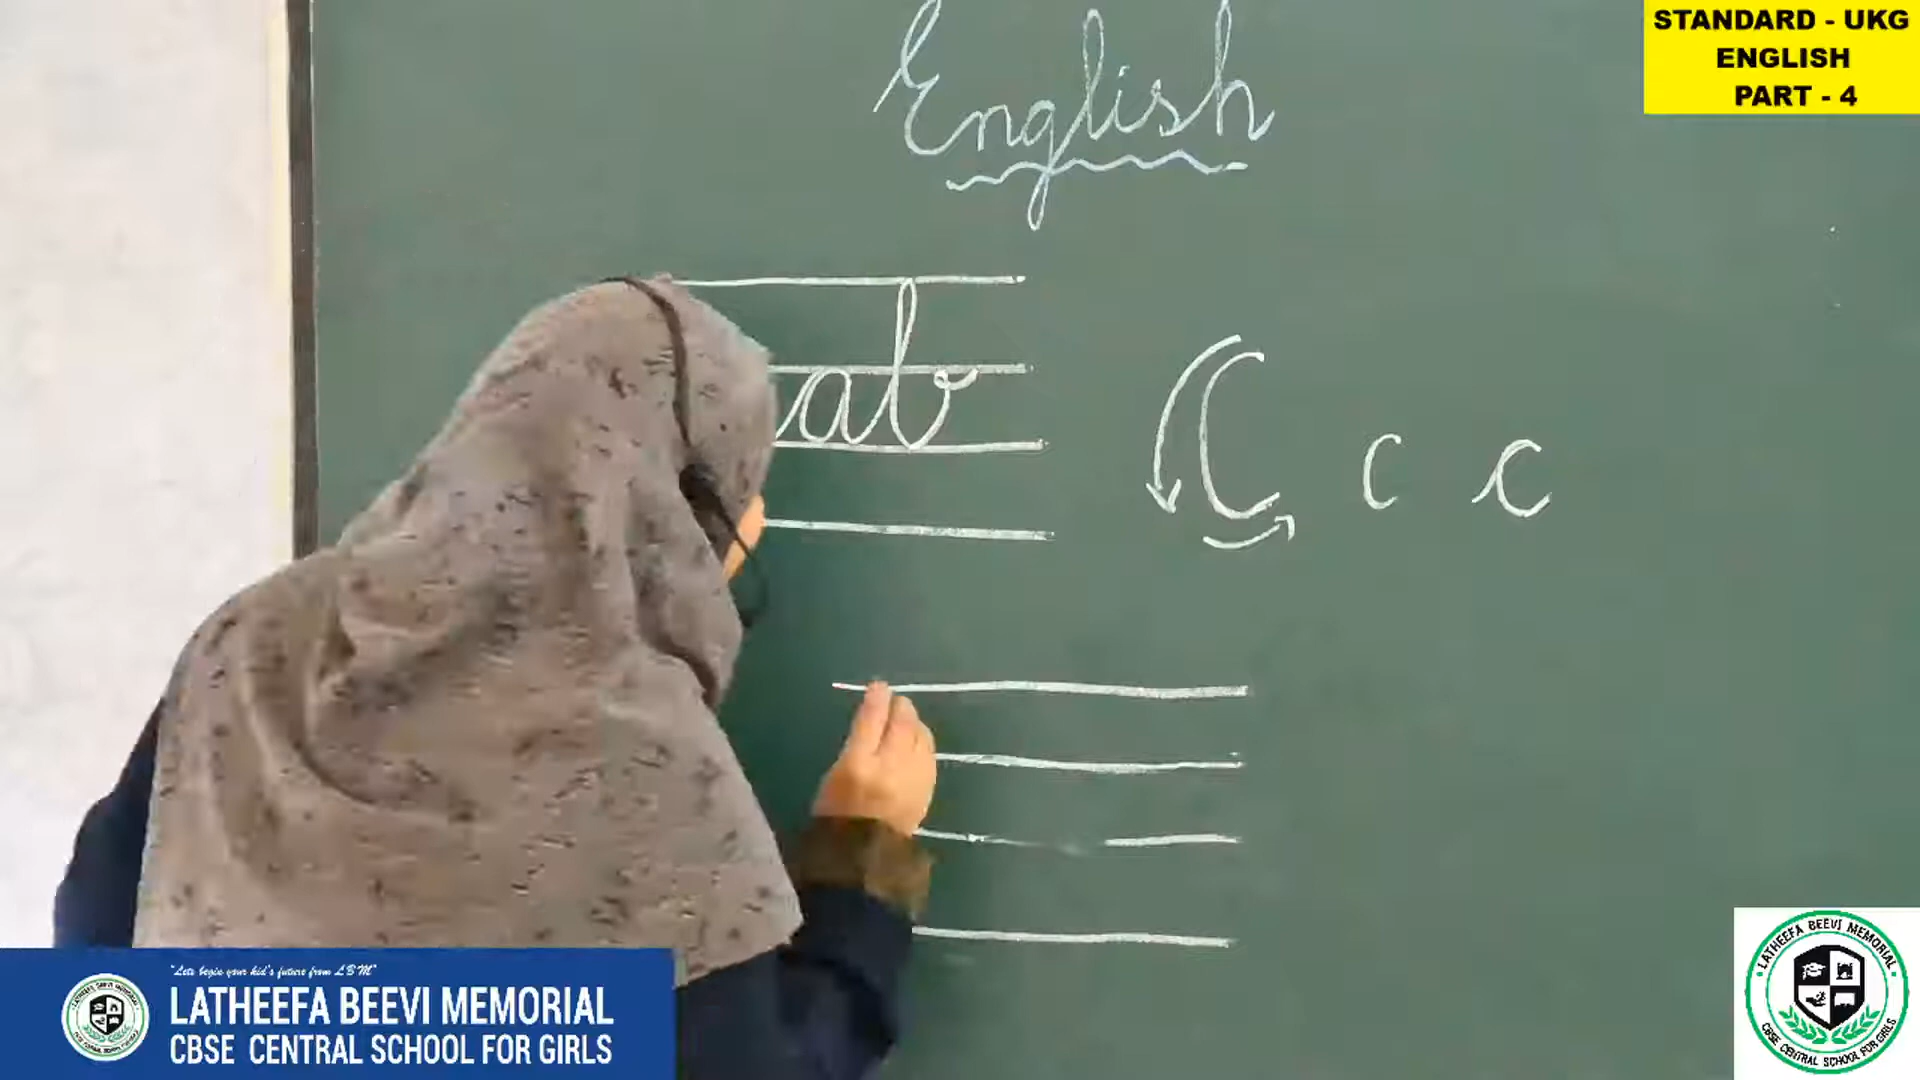 STANDARD - UKG
ENGLISH
PART - 4
English
ab
C c c
"Lets begin your kid's future from LBM"
LATHEEFA BEEVI MEMORIAL
CBSE CENTRAL SCHOOL FOR GIRLS
LATHEEFA BEEVI MEMORIAL
CBSE CENTRAL SCHOOL FOR GIRLS